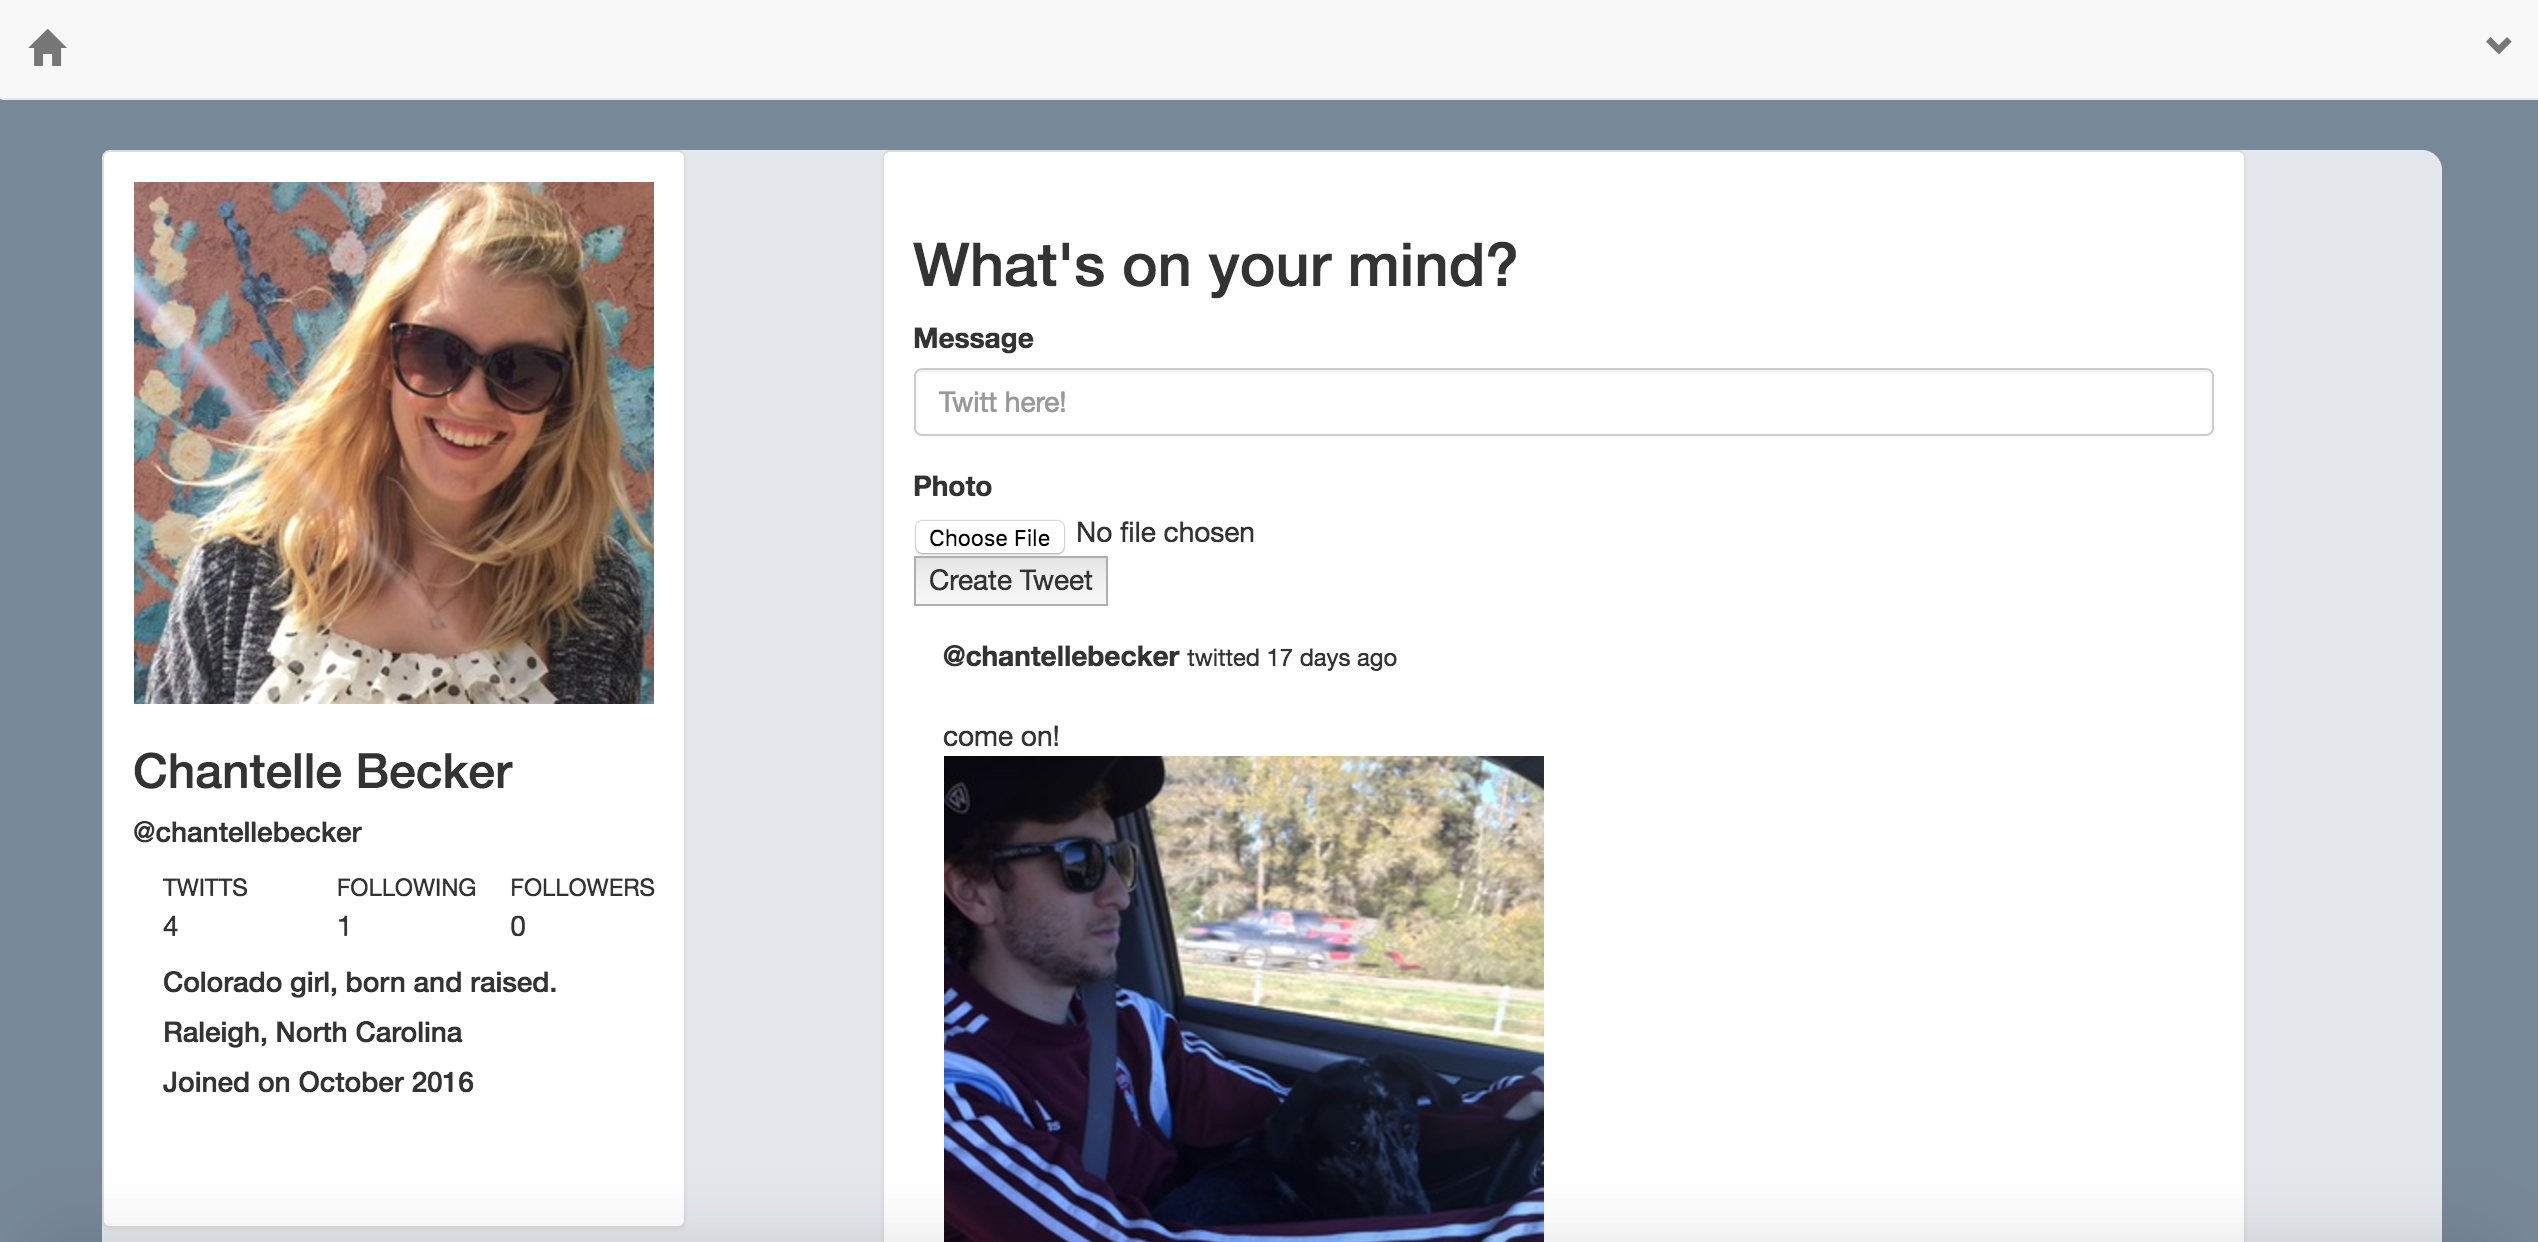 Chantelle Becker
@chantellebecker
TWITTS FOLLOWING FOLLOWERS
4 1 0
Colorado girl, born and raised.
Raleigh, North Carolina
Joined on October 2016
What's on your mind?
Message
Twitt here!
Photo
Choose File No file chosen
Create Tweet
@chantellebecker twitted 17 days ago
come on!